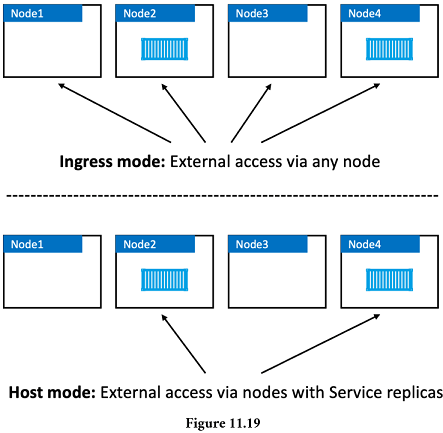 Node1 Node2 Node3 Node4
Ingress mode: External access via any node
Node1 Node2 Node3 Node4
Host mode: External access via nodes with Service replicas
Figure 11.19